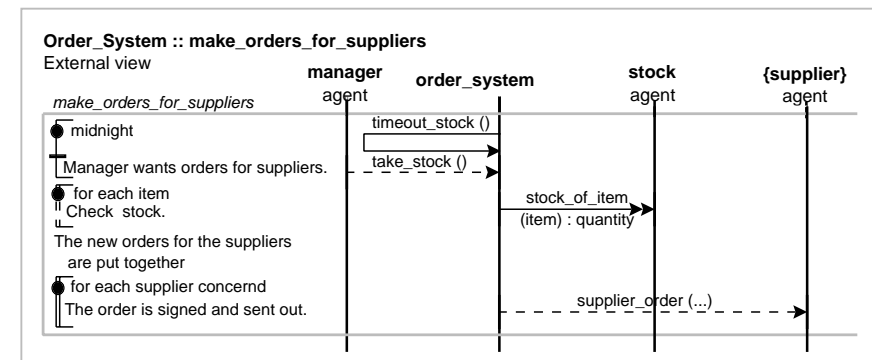 Order_System :: make_orders_for_suppliers
External view
manager order_system stock {supplier}
agent agent agent
make_orders_for_suppliers
midnight
timeout_stock ()
Manager wants orders for suppliers.
take_stock ()
for each item
Check stock.
stock_of_item
(item) : quantity
The new orders for the suppliers
are put together
for each supplier concernd
The order is signed and sent out.
supplier_order (...)